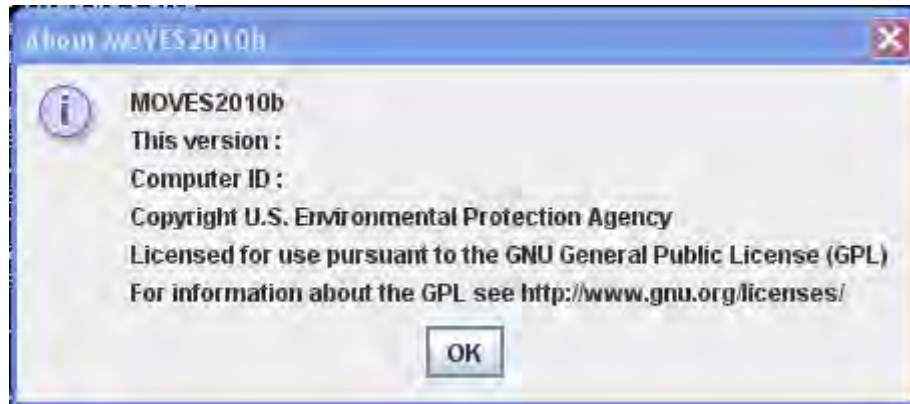 About MOVES2010b
MOVES2010b
This version :
Computer ID :
Copyright U.S. Environmental Protection Agency
Licensed for use pursuant to the GNU General Public License (GPL)
For information about the GPL see http://www.gnu.org/licenses/
OK